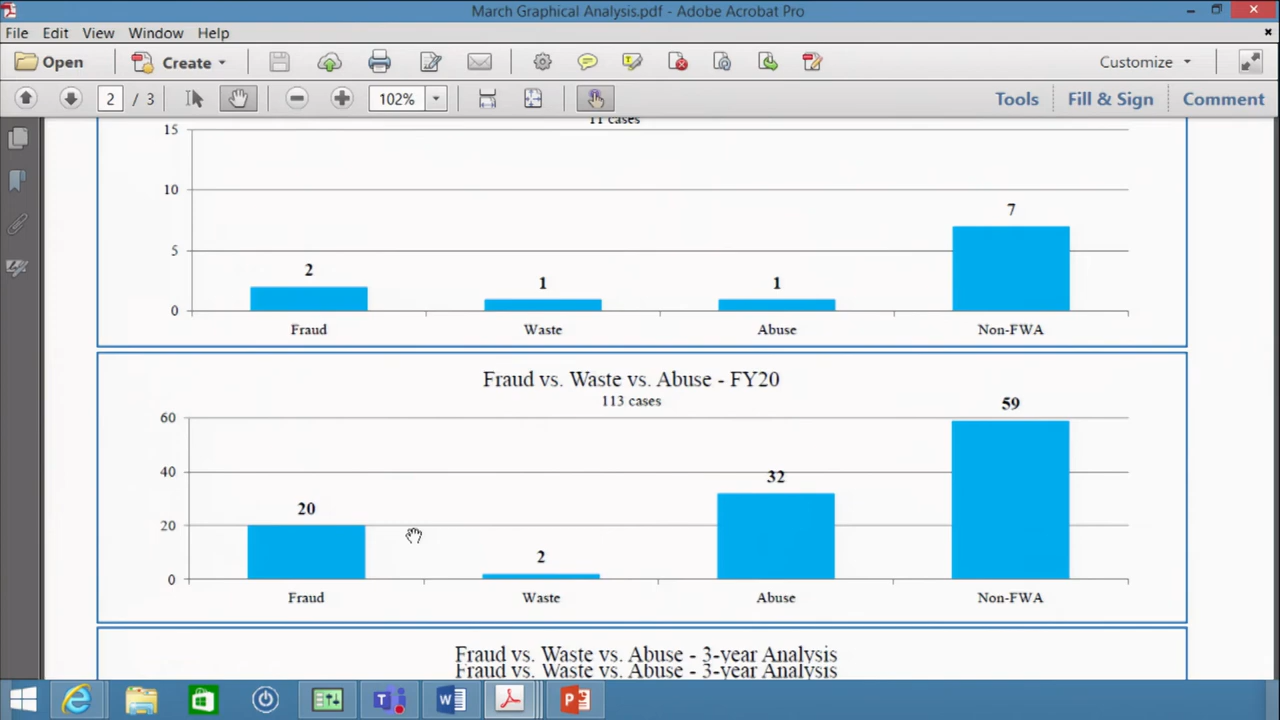 March Graphical Analysis.pdf - Adobe Acrobat Pro
File Edit View Window Help
Open Create Customize
2 / 3 102% Tools Fill & Sign Comment
11 cases
15
10
5
0
2
1
1
7
Fraud Waste Abuse Non-FWA
Fraud vs. Waste vs. Abuse - FY20
113 cases
60
40
20
0
20
2
32
59
Fraud Waste Abuse Non-FWA
Fraud vs. Waste vs. Abuse - 3-year Analysis
Fraud vs. Waste vs. Abuse - 3-year Analysis